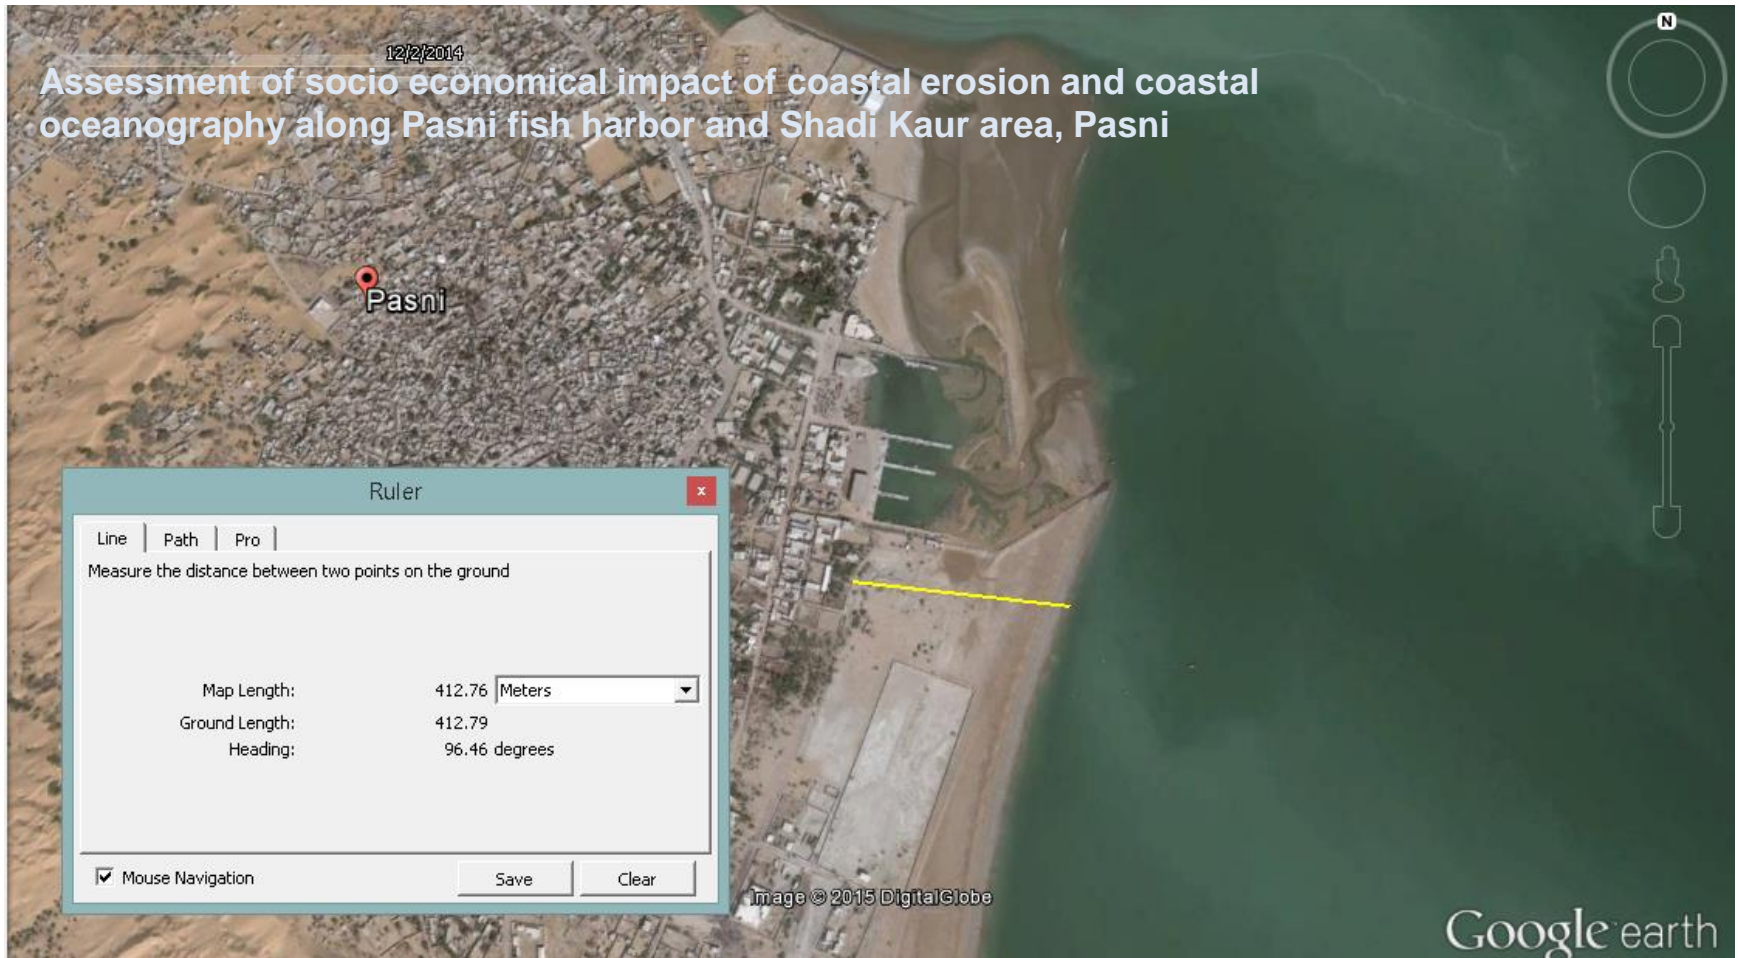 12/2/2014
Assessment of socio economical impact of coastal erosion and coastal
oceanography along Pasni fish harbor and Shadi Kaur area, Pasni
N
Pasni
Ruler
x
Line Path Pro
Measure the distance between two points on the ground
Map Length: 412.76 Meters
Ground Length: 412.79
Heading: 96.46 degrees
Mouse Navigation Save Clear
Image © 2015 DigitalGlobe
Google earth